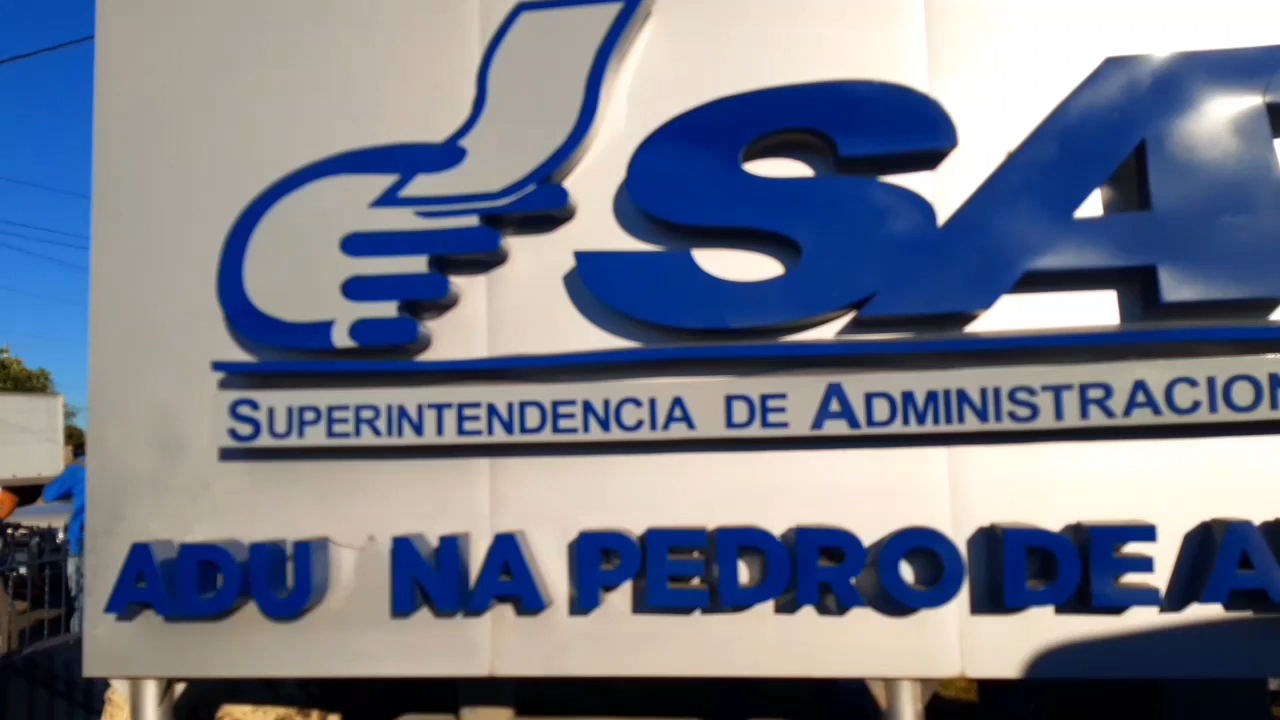 SA
SUPERINTENDENCIA DE ADMINISTRACION
ADU NA PEDRO DE A